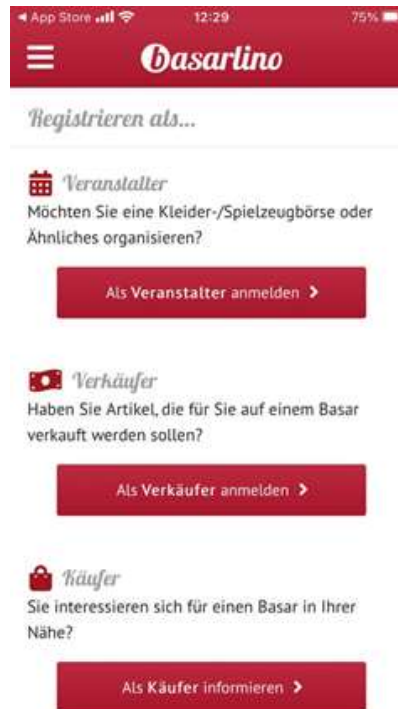 App Store 12:29 75%
basarlino
Registrieren als...
Veranstalter
Möchten Sie eine Kleider-/Spielzeugbörse oder
Ähnliches organisieren?
Als Veranstalter anmelden
Verkäufer
Haben Sie Artikel, die für Sie auf einem Basar
verkauft werden sollen?
Als Verkäufer anmelden
Käufer
Sie interessieren sich für einen Basar in Ihrer
Nähe?
Als Käufer informieren